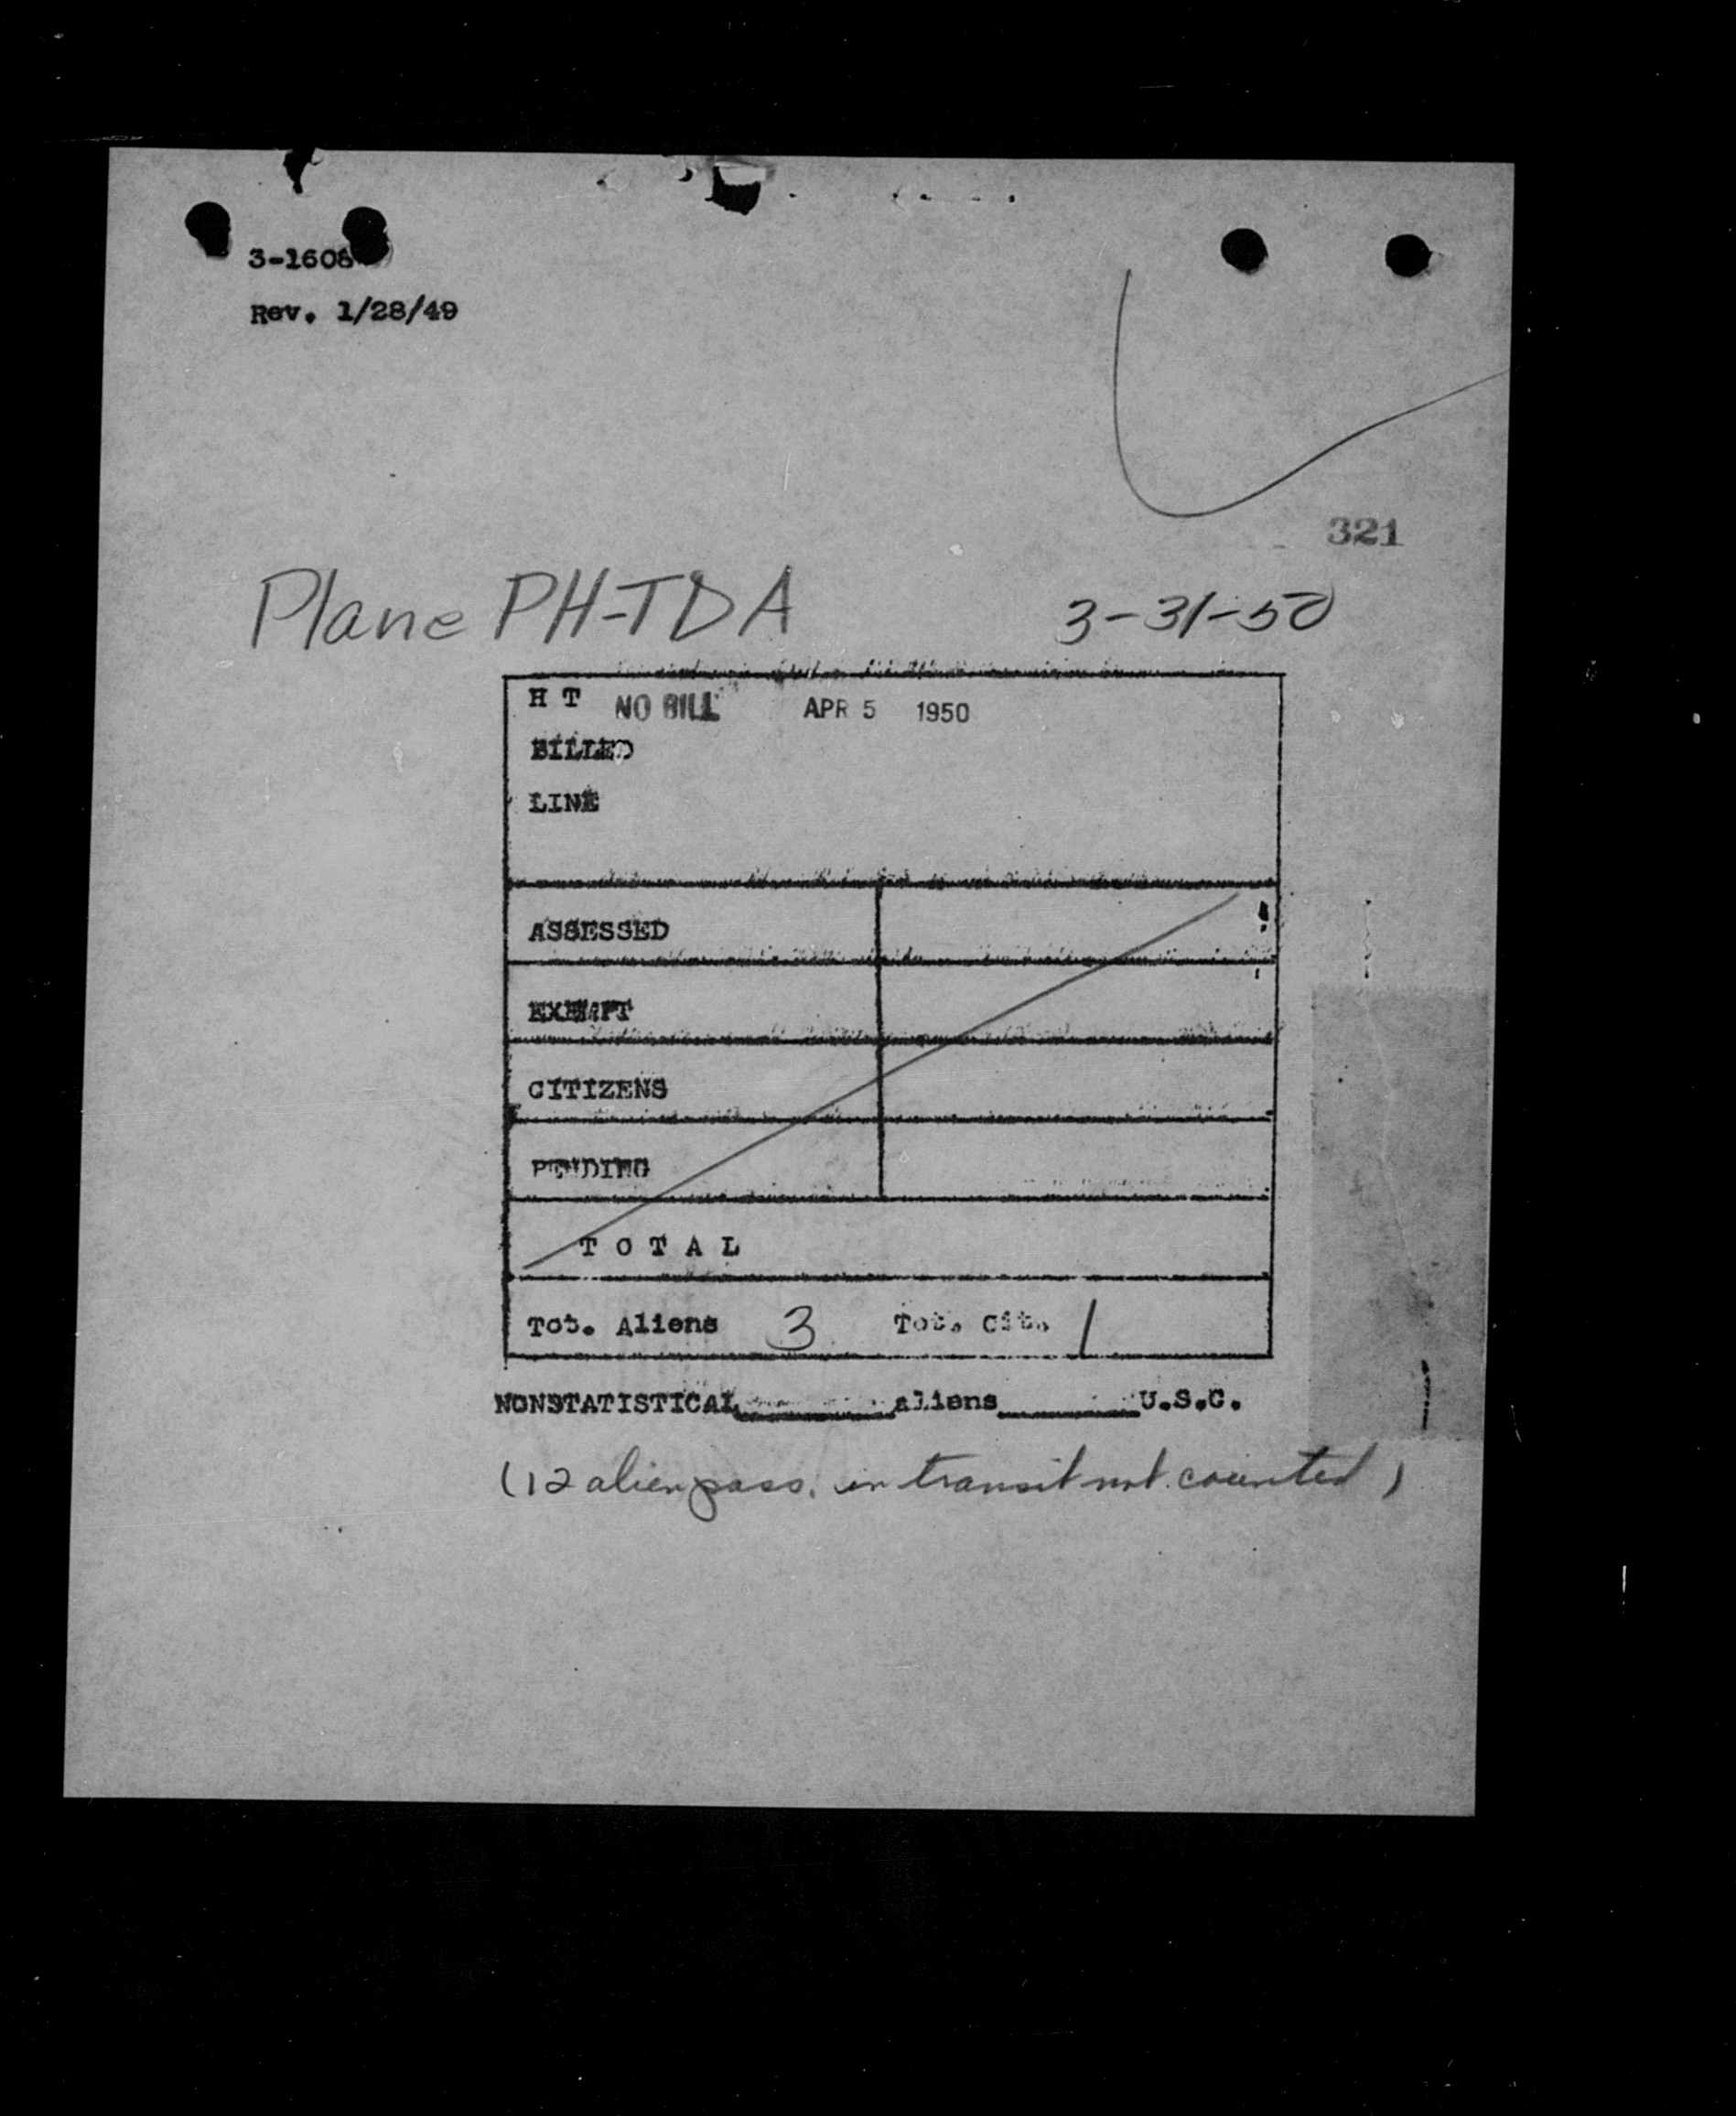 3-1608
Rev. 1/28/49
321
Plane PH-TDA 3-31-50
H T NO BILL APR 5 1950
BILLED
LINE
ASSESSED
EXEMPT
CITIZENS
PENDING
T O T A L
Tot. Aliens 3 Tot. Cit. 1
NONSTATISTICAL aliens U.S.C.
(12 alien pass. in transit not counted)